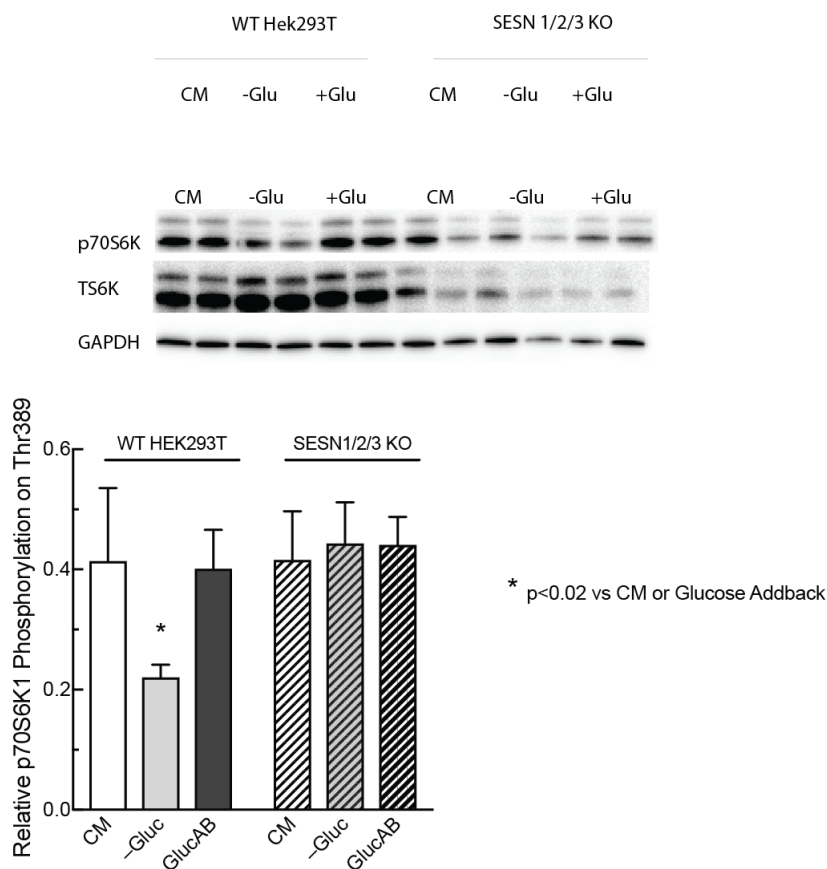 WT Hek293T SESN 1/2/3 KO
CM -Glu +Glu CM -Glu +Glu
CM -Glu +Glu CM -Glu +Glu
p70S6K
TS6K
GAPDH
Relative p70S6K1 Phosphorylation on Thr389
0.6
0.4
0.2
0.0
WT HEK293T SESN1/2/3 KO
*
CM –Gluc GlucAB CM –Gluc GlucAB
* p<0.02 vs CM or Glucose Addback